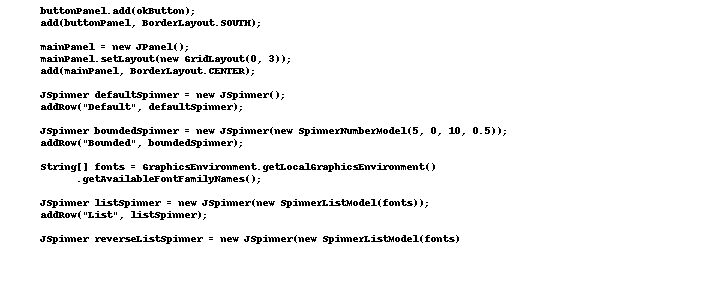 buttonPanel.add(okButton);
add(buttonPanel, BorderLayout.SOUTH);
mainPanel = new JPanel();
mainPanel.setLayout(new GridLayout(0, 3));
add(mainPanel, BorderLayout.CENTER);
JSpinner defaultSpinner = new JSpinner();
addRow("Default", defaultSpinner);
JSpinner boundedSpinner = new JSpinner(new SpinnerNumberModel(5, 0, 10, 0.5));
addRow("Bounded", boundedSpinner);
String[] fonts = GraphicsEnvironment.getLocalGraphicsEnvironment()
.getAvailableFontFamilyNames();
JSpinner listSpinner = new JSpinner(new SpinnerListModel(fonts));
addRow("List", listSpinner);
JSpinner reverseListSpinner = new JSpinner(new SpinnerListModel(fonts)